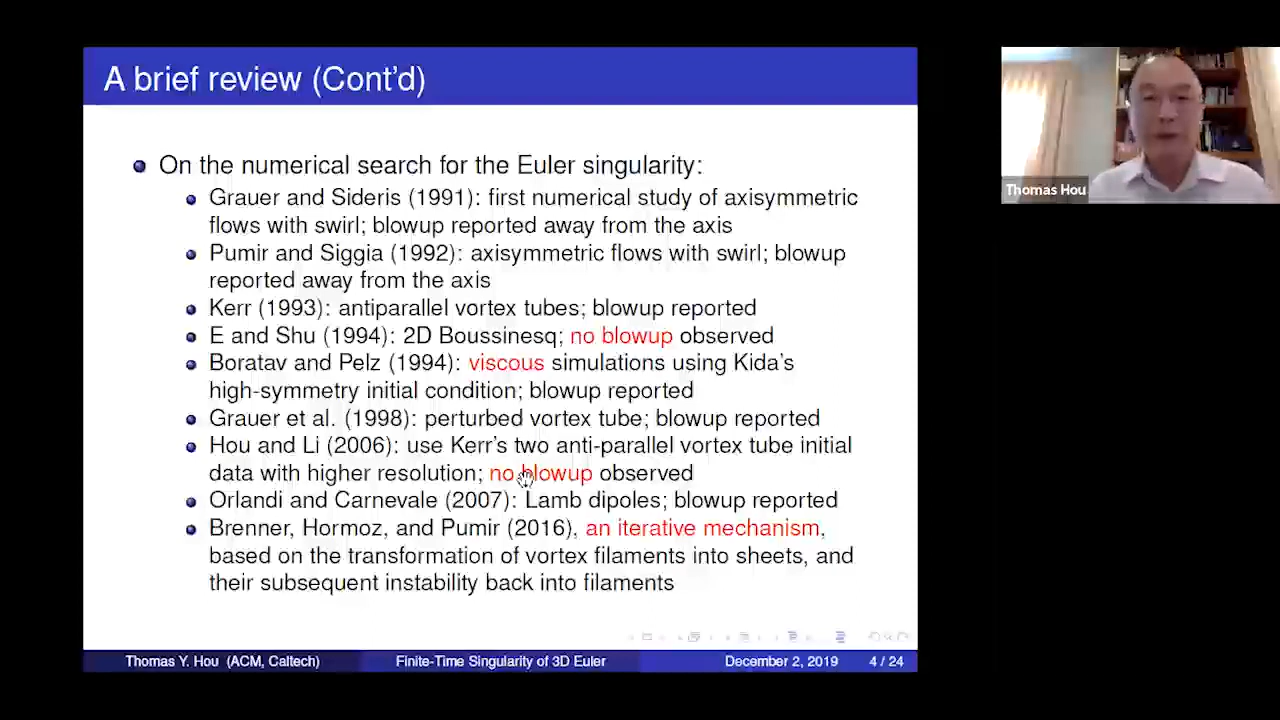 A brief review (Cont'd)
On the numerical search for the Euler singularity:
Grauer and Sideris (1991): first numerical study of axisymmetric
flows with swirl; blowup reported away from the axis
Pumir and Siggia (1992): axisymmetric flows with swirl; blowup
reported away from the axis
Kerr (1993): antiparallel vortex tubes; blowup reported
E and Shu (1994): 2D Boussinesq; no blowup observed
Boratav and Pelz (1994): viscous simulations using Kida's
high-symmetry initial condition; blowup reported
Grauer et al. (1998): perturbed vortex tube; blowup reported
Hou and Li (2006): use Kerr's two anti-parallel vortex tube initial
data with higher resolution; no blowup observed
Orlandi and Carnevale (2007): Lamb dipoles; blowup reported
Brenner, Hormoz, and Pumir (2016), an iterative mechanism,
based on the transformation of vortex filaments into sheets, and
their subsequent instability back into filaments
Thomas Y. Hou (ACM, Caltech) Finite-Time Singularity of 3D Euler December 2, 2019 4 / 24
Thomas Hou